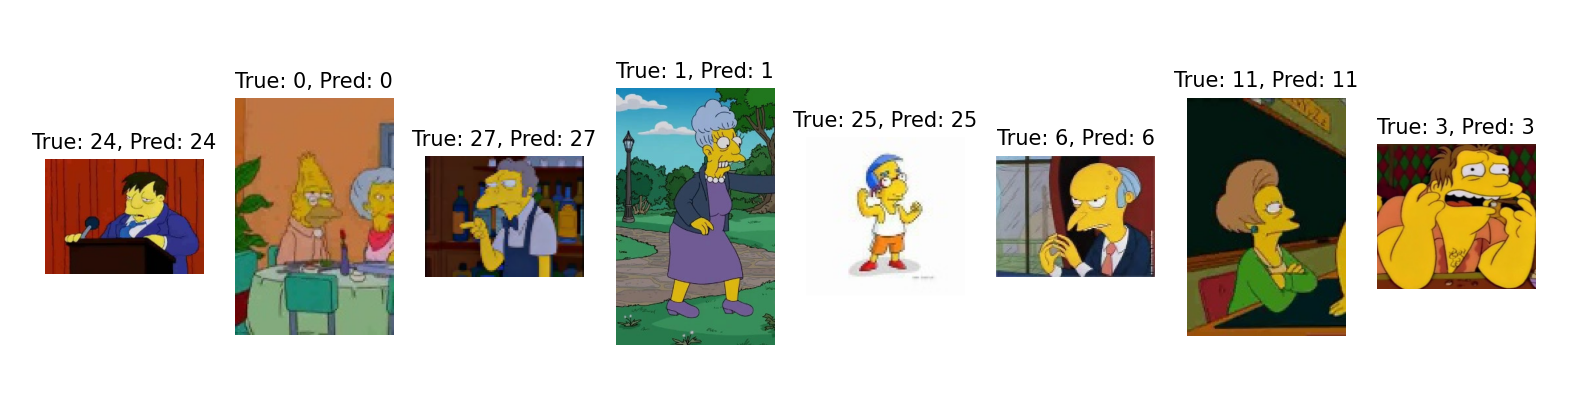 True: 24, Pred: 24
True: 0, Pred: 0
True: 27, Pred: 27
True: 1, Pred: 1
True: 25, Pred: 25
True: 6, Pred: 6
True: 11, Pred: 11
True: 3, Pred: 3